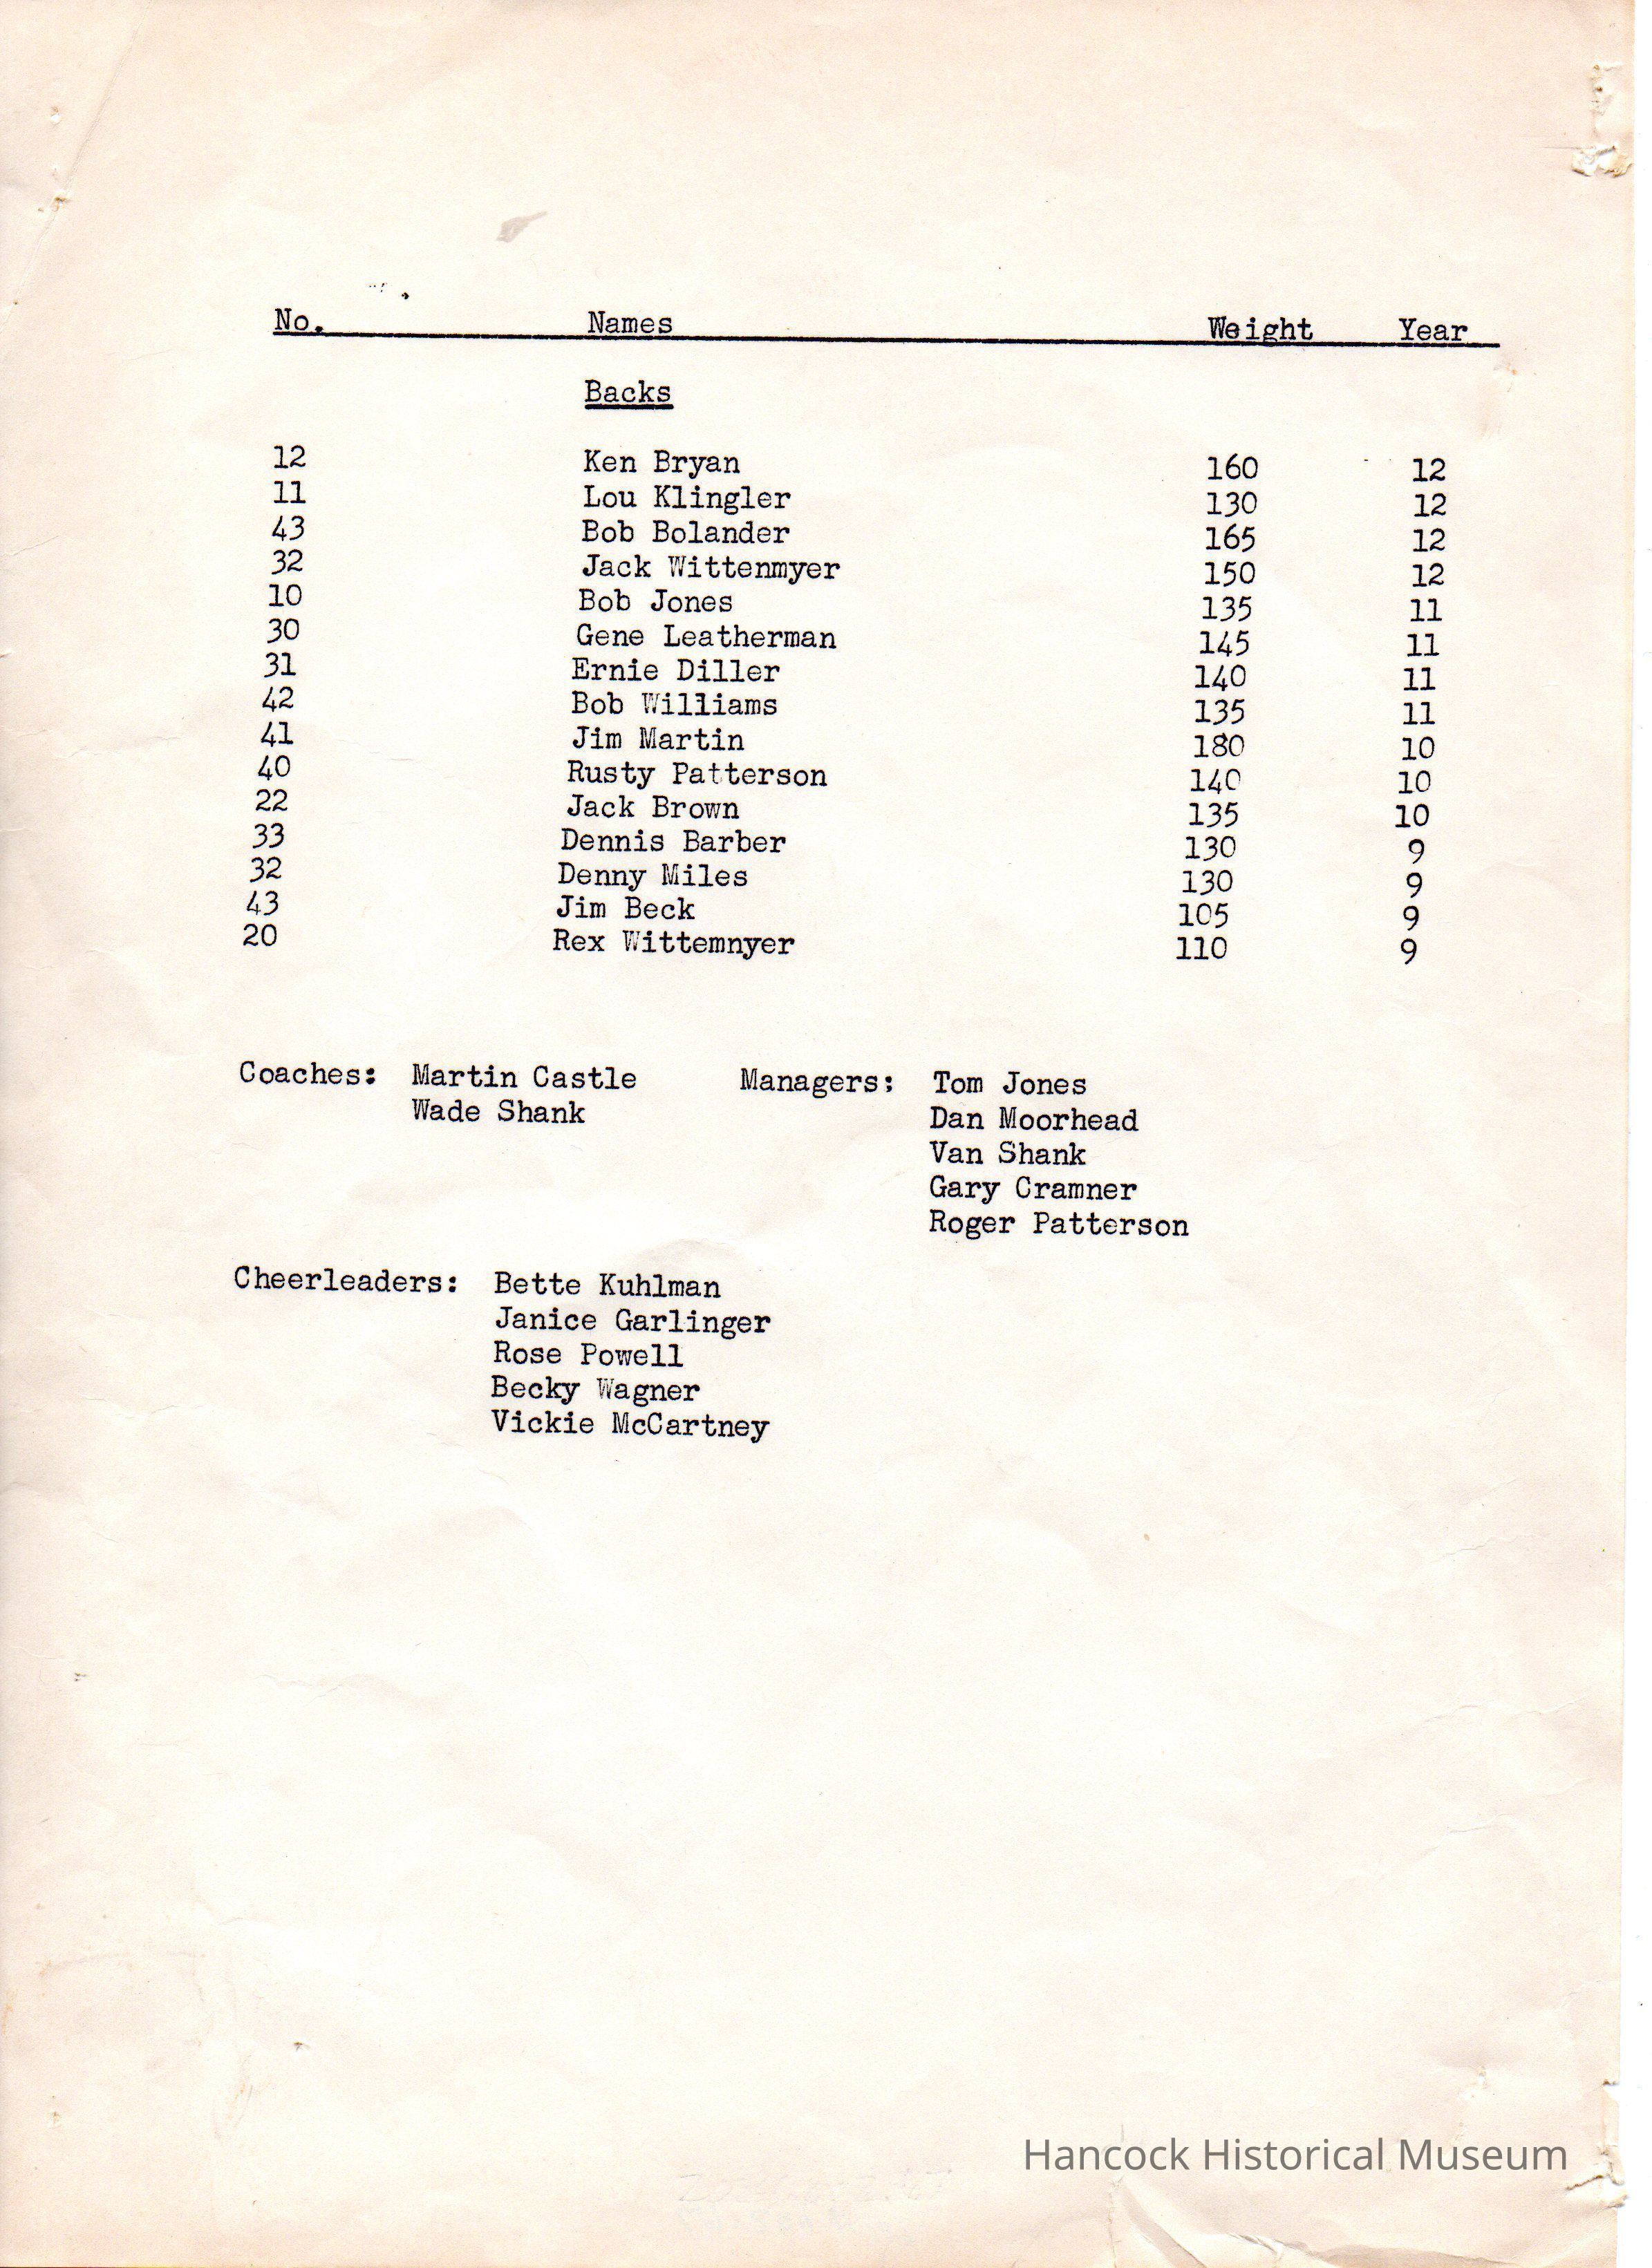 No. Names Weight Year
Backs
12 Ken Bryan 160 12
11 Lou Klingler 130 12
43 Bob Bolander 165 12
32 Jack Wittenmyer 150 12
10 Bob Jones 135 11
30 Gene Leatherman 145 11
31 Ernie Diller 140 11
42 Bob Williams 135 11
41 Jim Martin 180 10
40 Rusty Patterson 140 10
22 Jack Brown 135 10
33 Dennis Barber 130 9
32 Denny Miles 130 9
43 Jim Beck 105 9
20 Rex Wittemnyer 110 9
Coaches: Martin Castle Managers: Tom Jones
Wade Shank Dan Moorhead
Van Shank
Gary Cramner
Roger Patterson
Cheerleaders: Bette Kuhlman
Janice Garlinger
Rose Powell
Becky Wagner
Vickie McCartney
Hancock Historical Museum